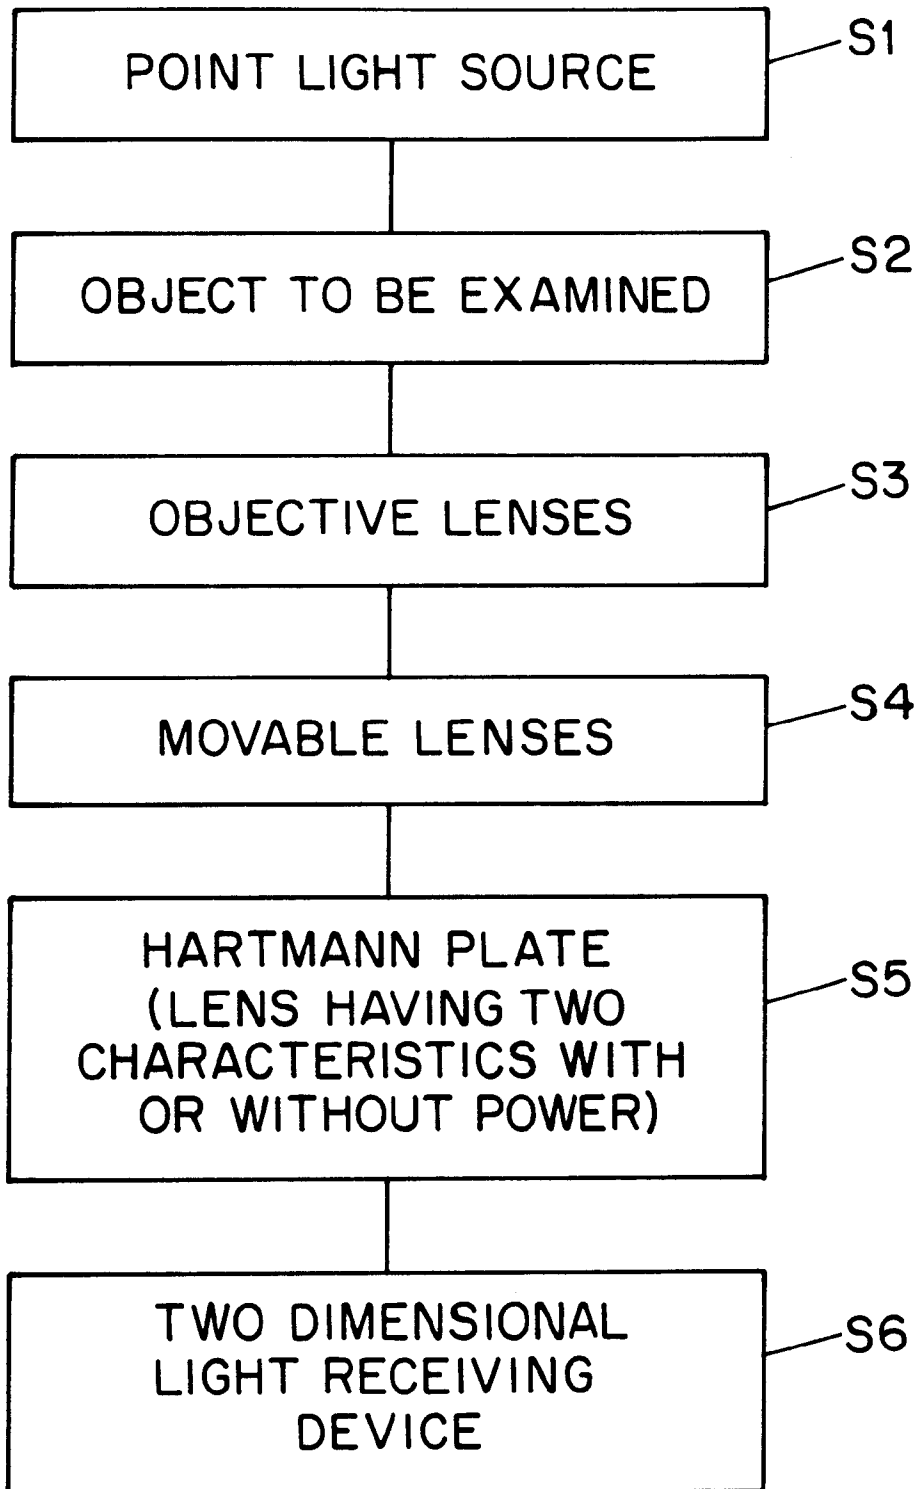 POINT LIGHT SOURCE
S1
OBJECT TO BE EXAMINED
S2
OBJECTIVE LENSES
S3
MOVABLE LENSES
S4
HARTMANN PLATE
(LENS HAVING TWO
CHARACTERISTICS WITH
OR WITHOUT POWER)
S5
TWO DIMENSIONAL
LIGHT RECEIVING
DEVICE
S6